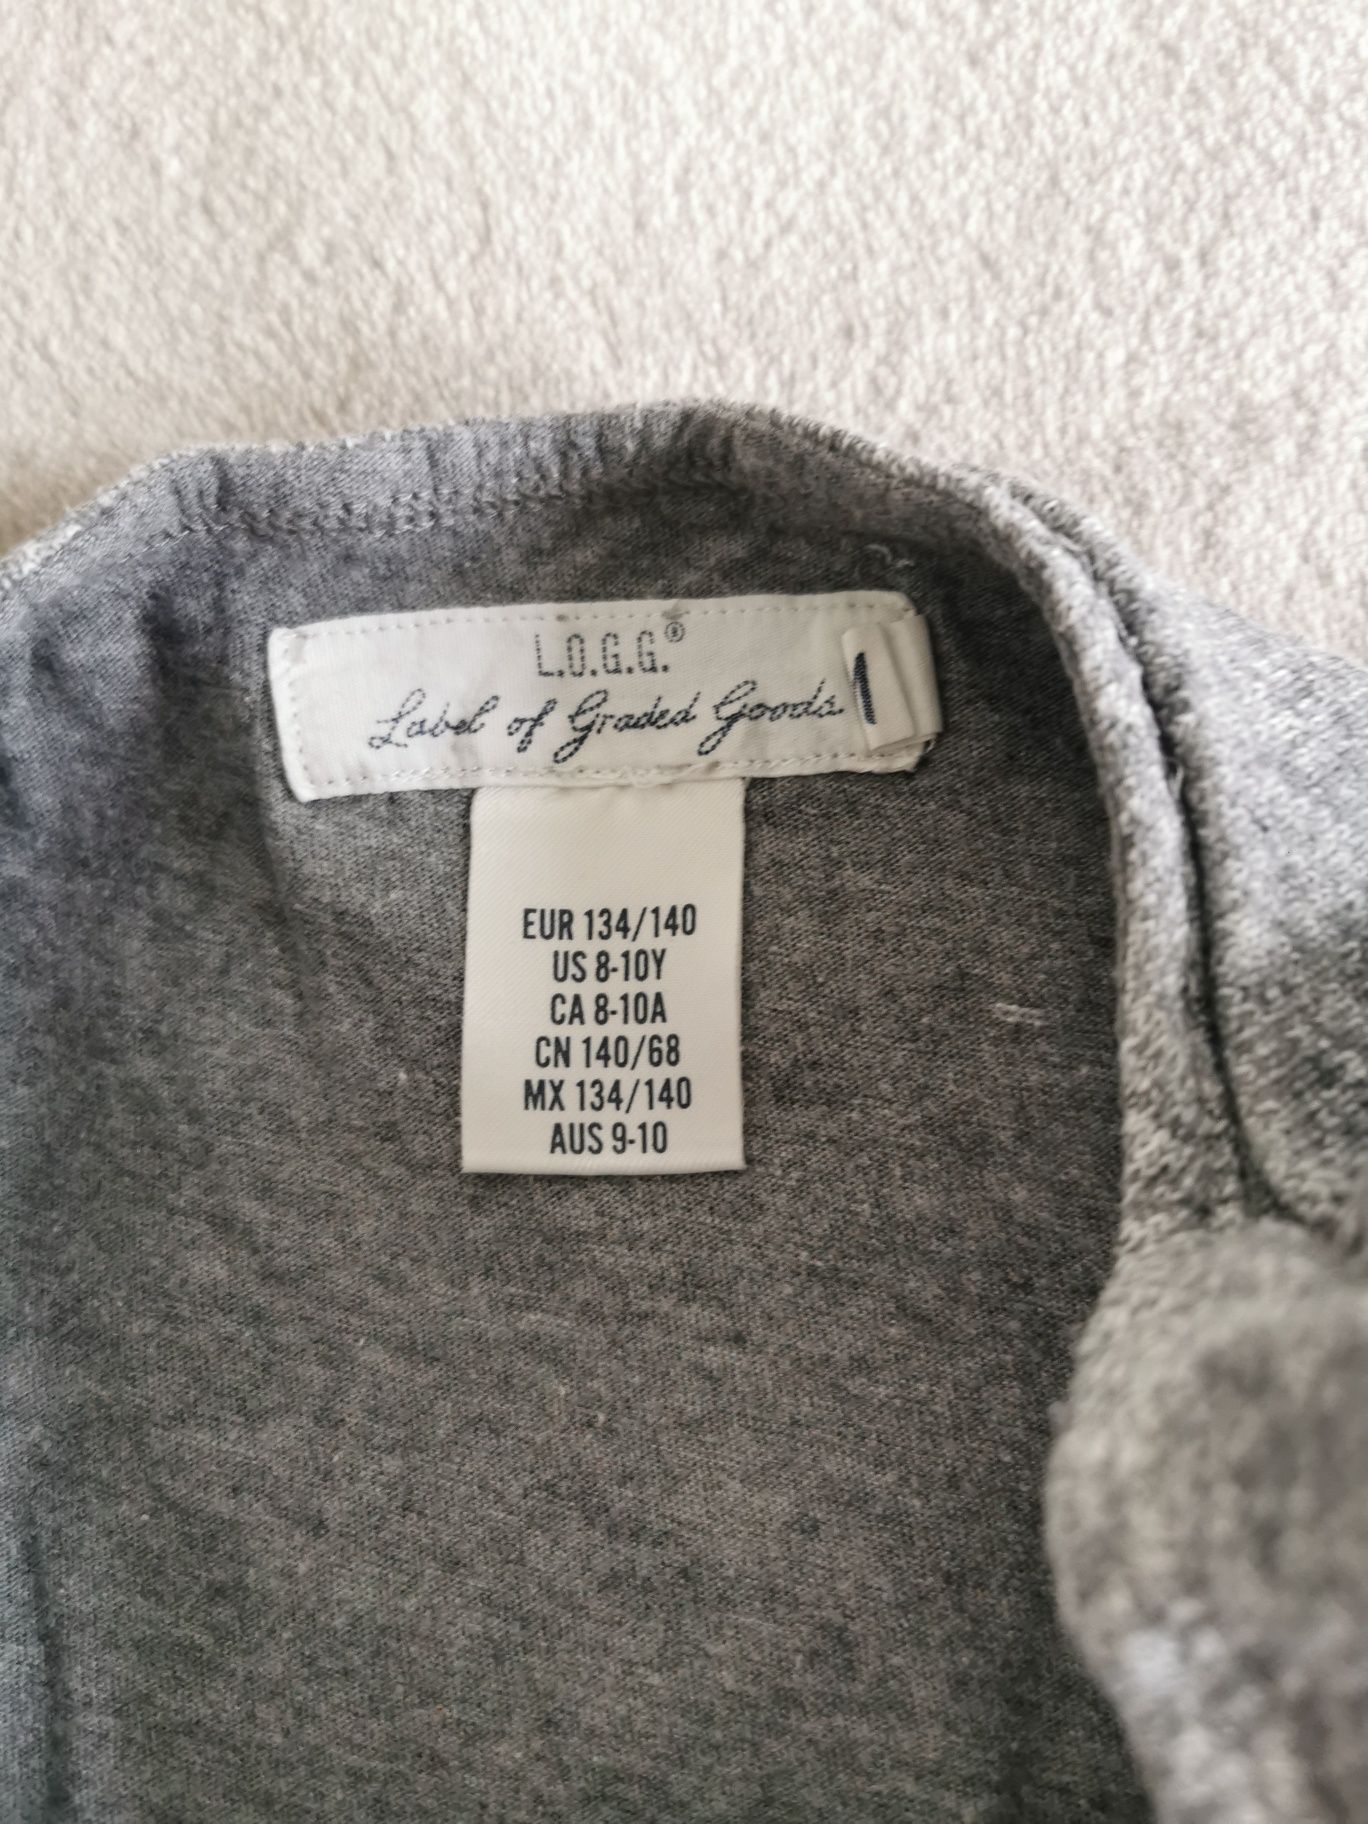 L.O.G.G.®
Label of Graded Goods
EUR 134/140
US 8-10Y
CA 8-10A
CN 140/68
MX 134/140
AUS 9-10